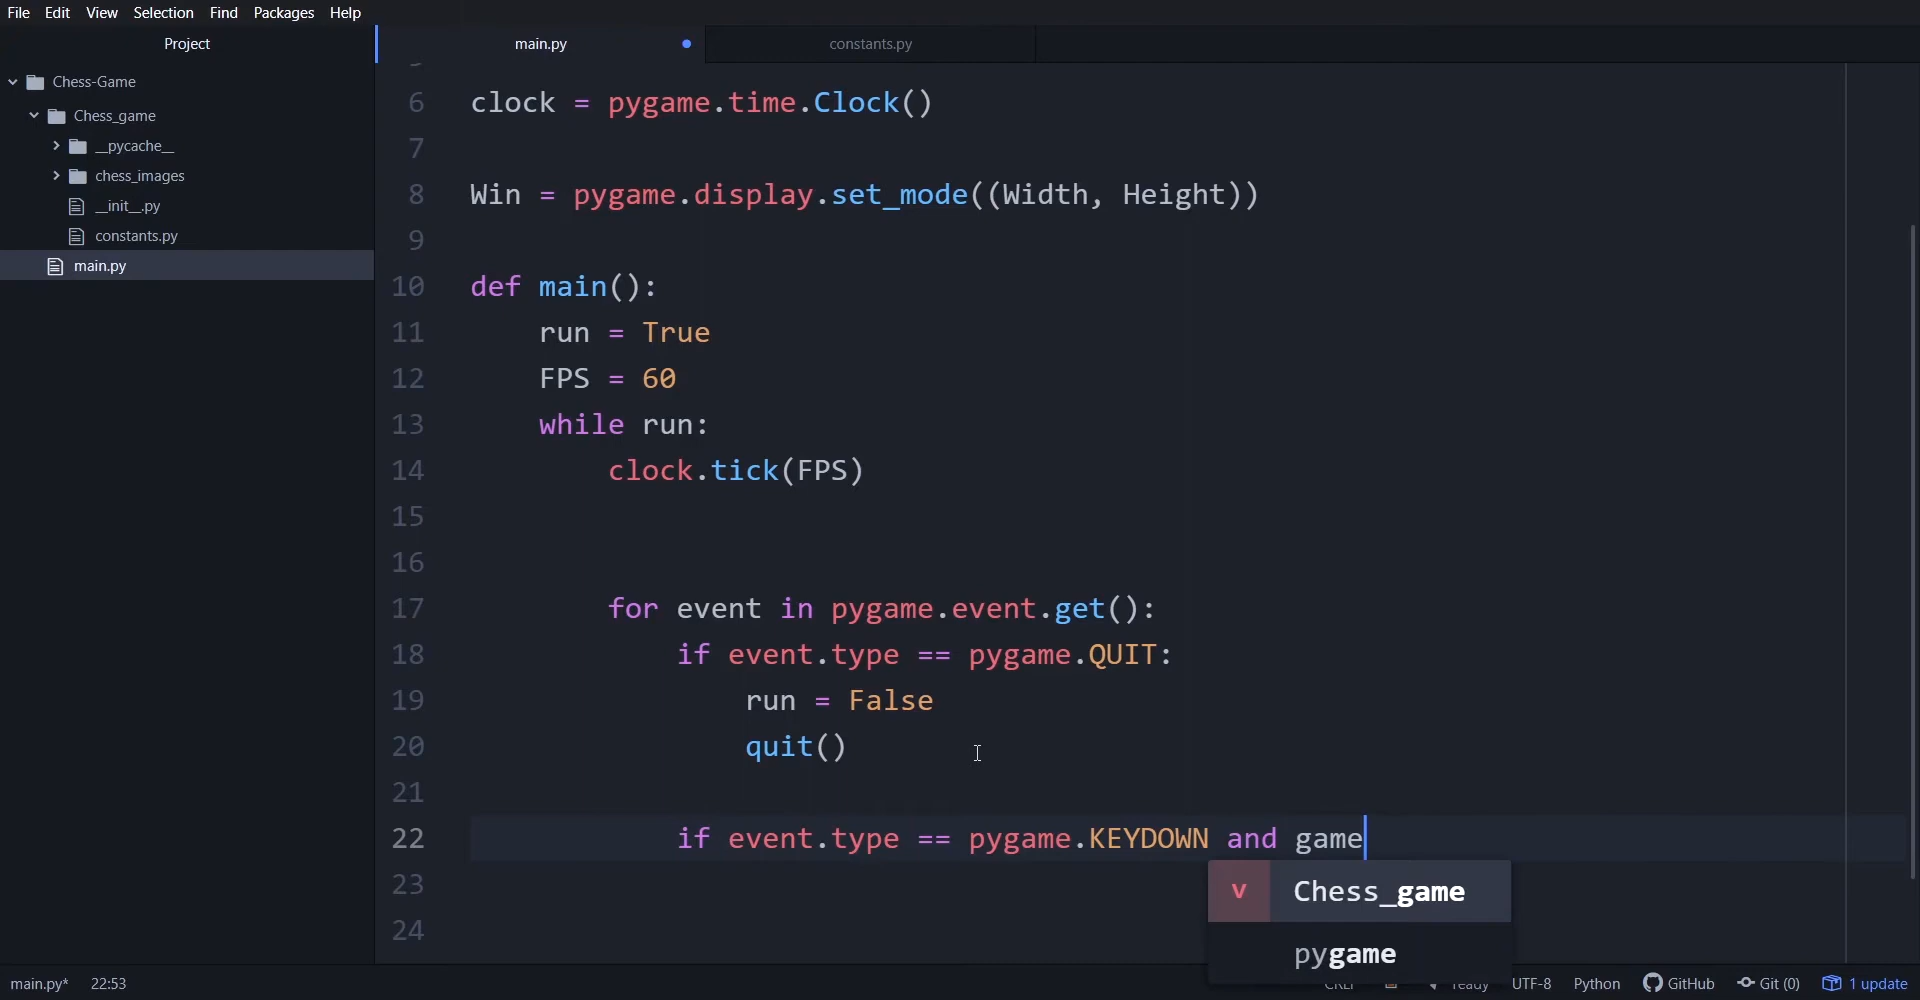 File Edit View Selection Find Packages Help
Project
main.py
constants.py
Chess-Game
Chess_game
__pycache__
chess_images
__init__.py
constants.py
main.py
6 clock = pygame.time.Clock()
7
8 Win = pygame.display.set_mode((Width, Height))
9
10 def main():
11 run = True
12 FPS = 60
13 while run:
14 clock.tick(FPS)
15
16
17 for event in pygame.event.get():
18 if event.type == pygame.QUIT:
19 run = False
20 quit()
21
22 if event.type == pygame.KEYDOWN and game
23
24
v Chess_game
pygame
main.py* 22:53
CRLF ready UTF-8 Python GitHub Git (0) 1 update